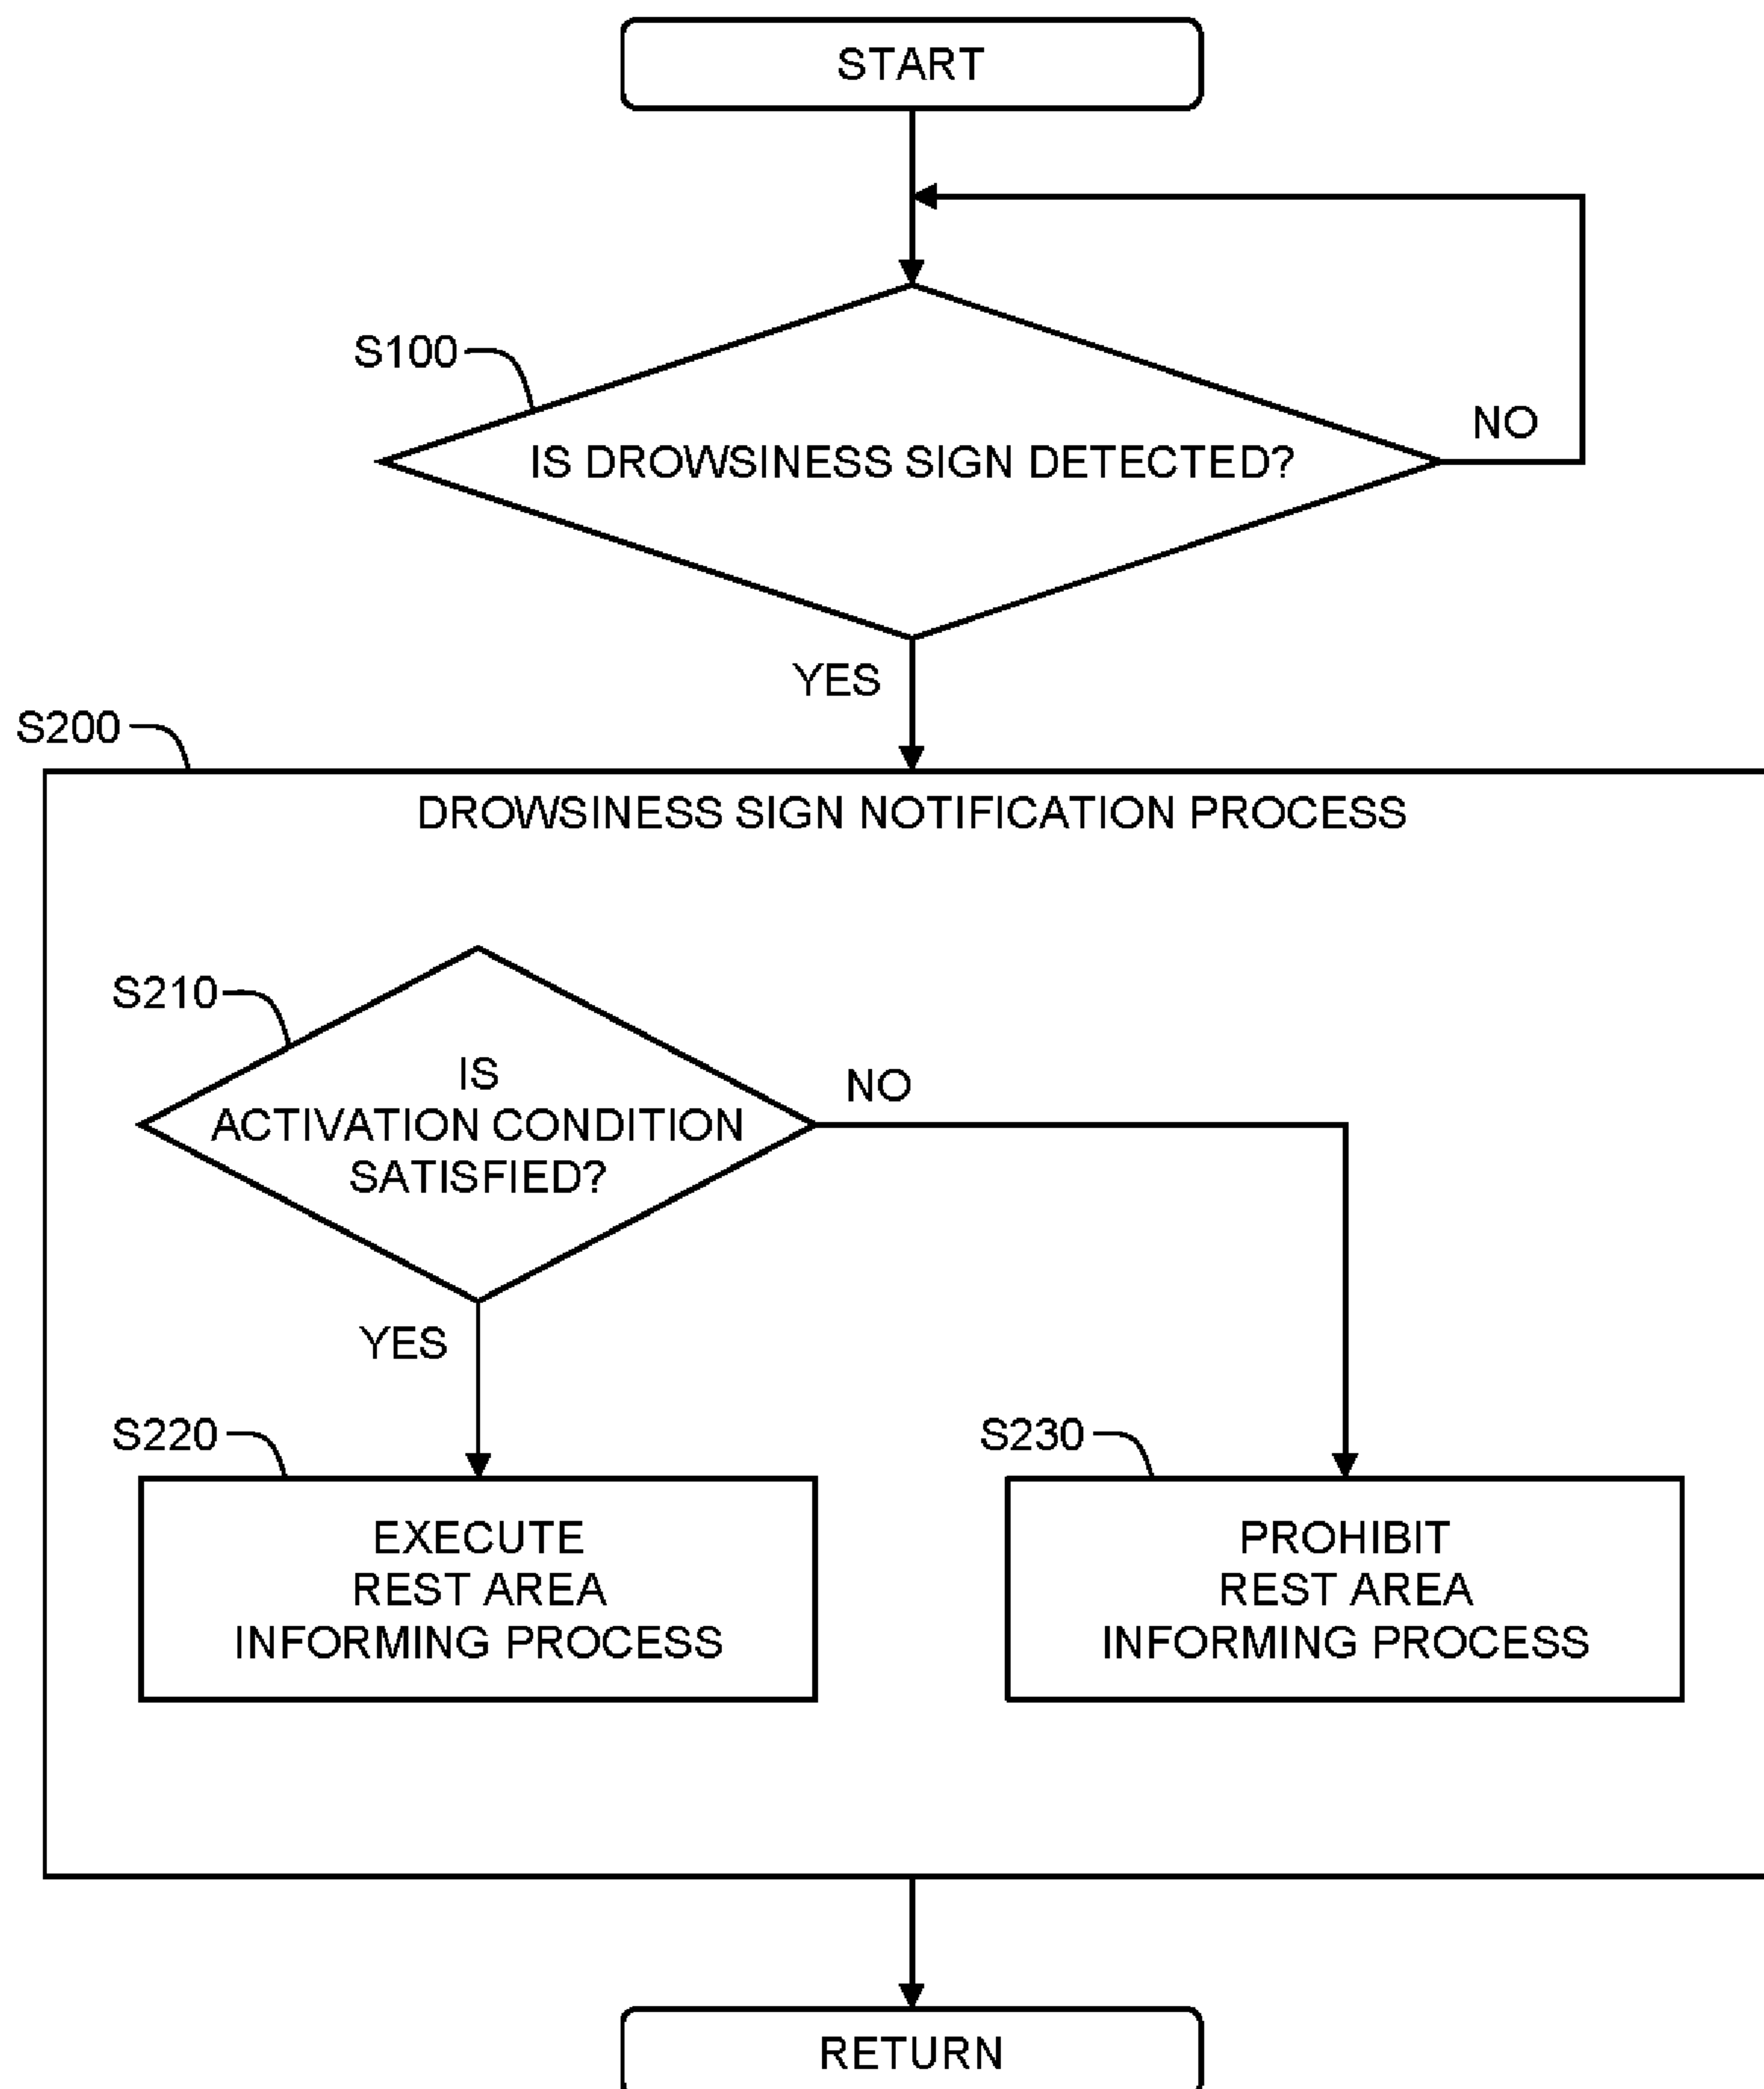 START
S100
IS DROWSINESS SIGN DETECTED?
NO
YES
S200
DROWSINESS SIGN NOTIFICATION PROCESS
S210
IS
ACTIVATION CONDITION
SATISFIED?
NO
YES
S220
EXECUTE
REST AREA
INFORMING PROCESS
S230
PROHIBIT
REST AREA
INFORMING PROCESS
RETURN